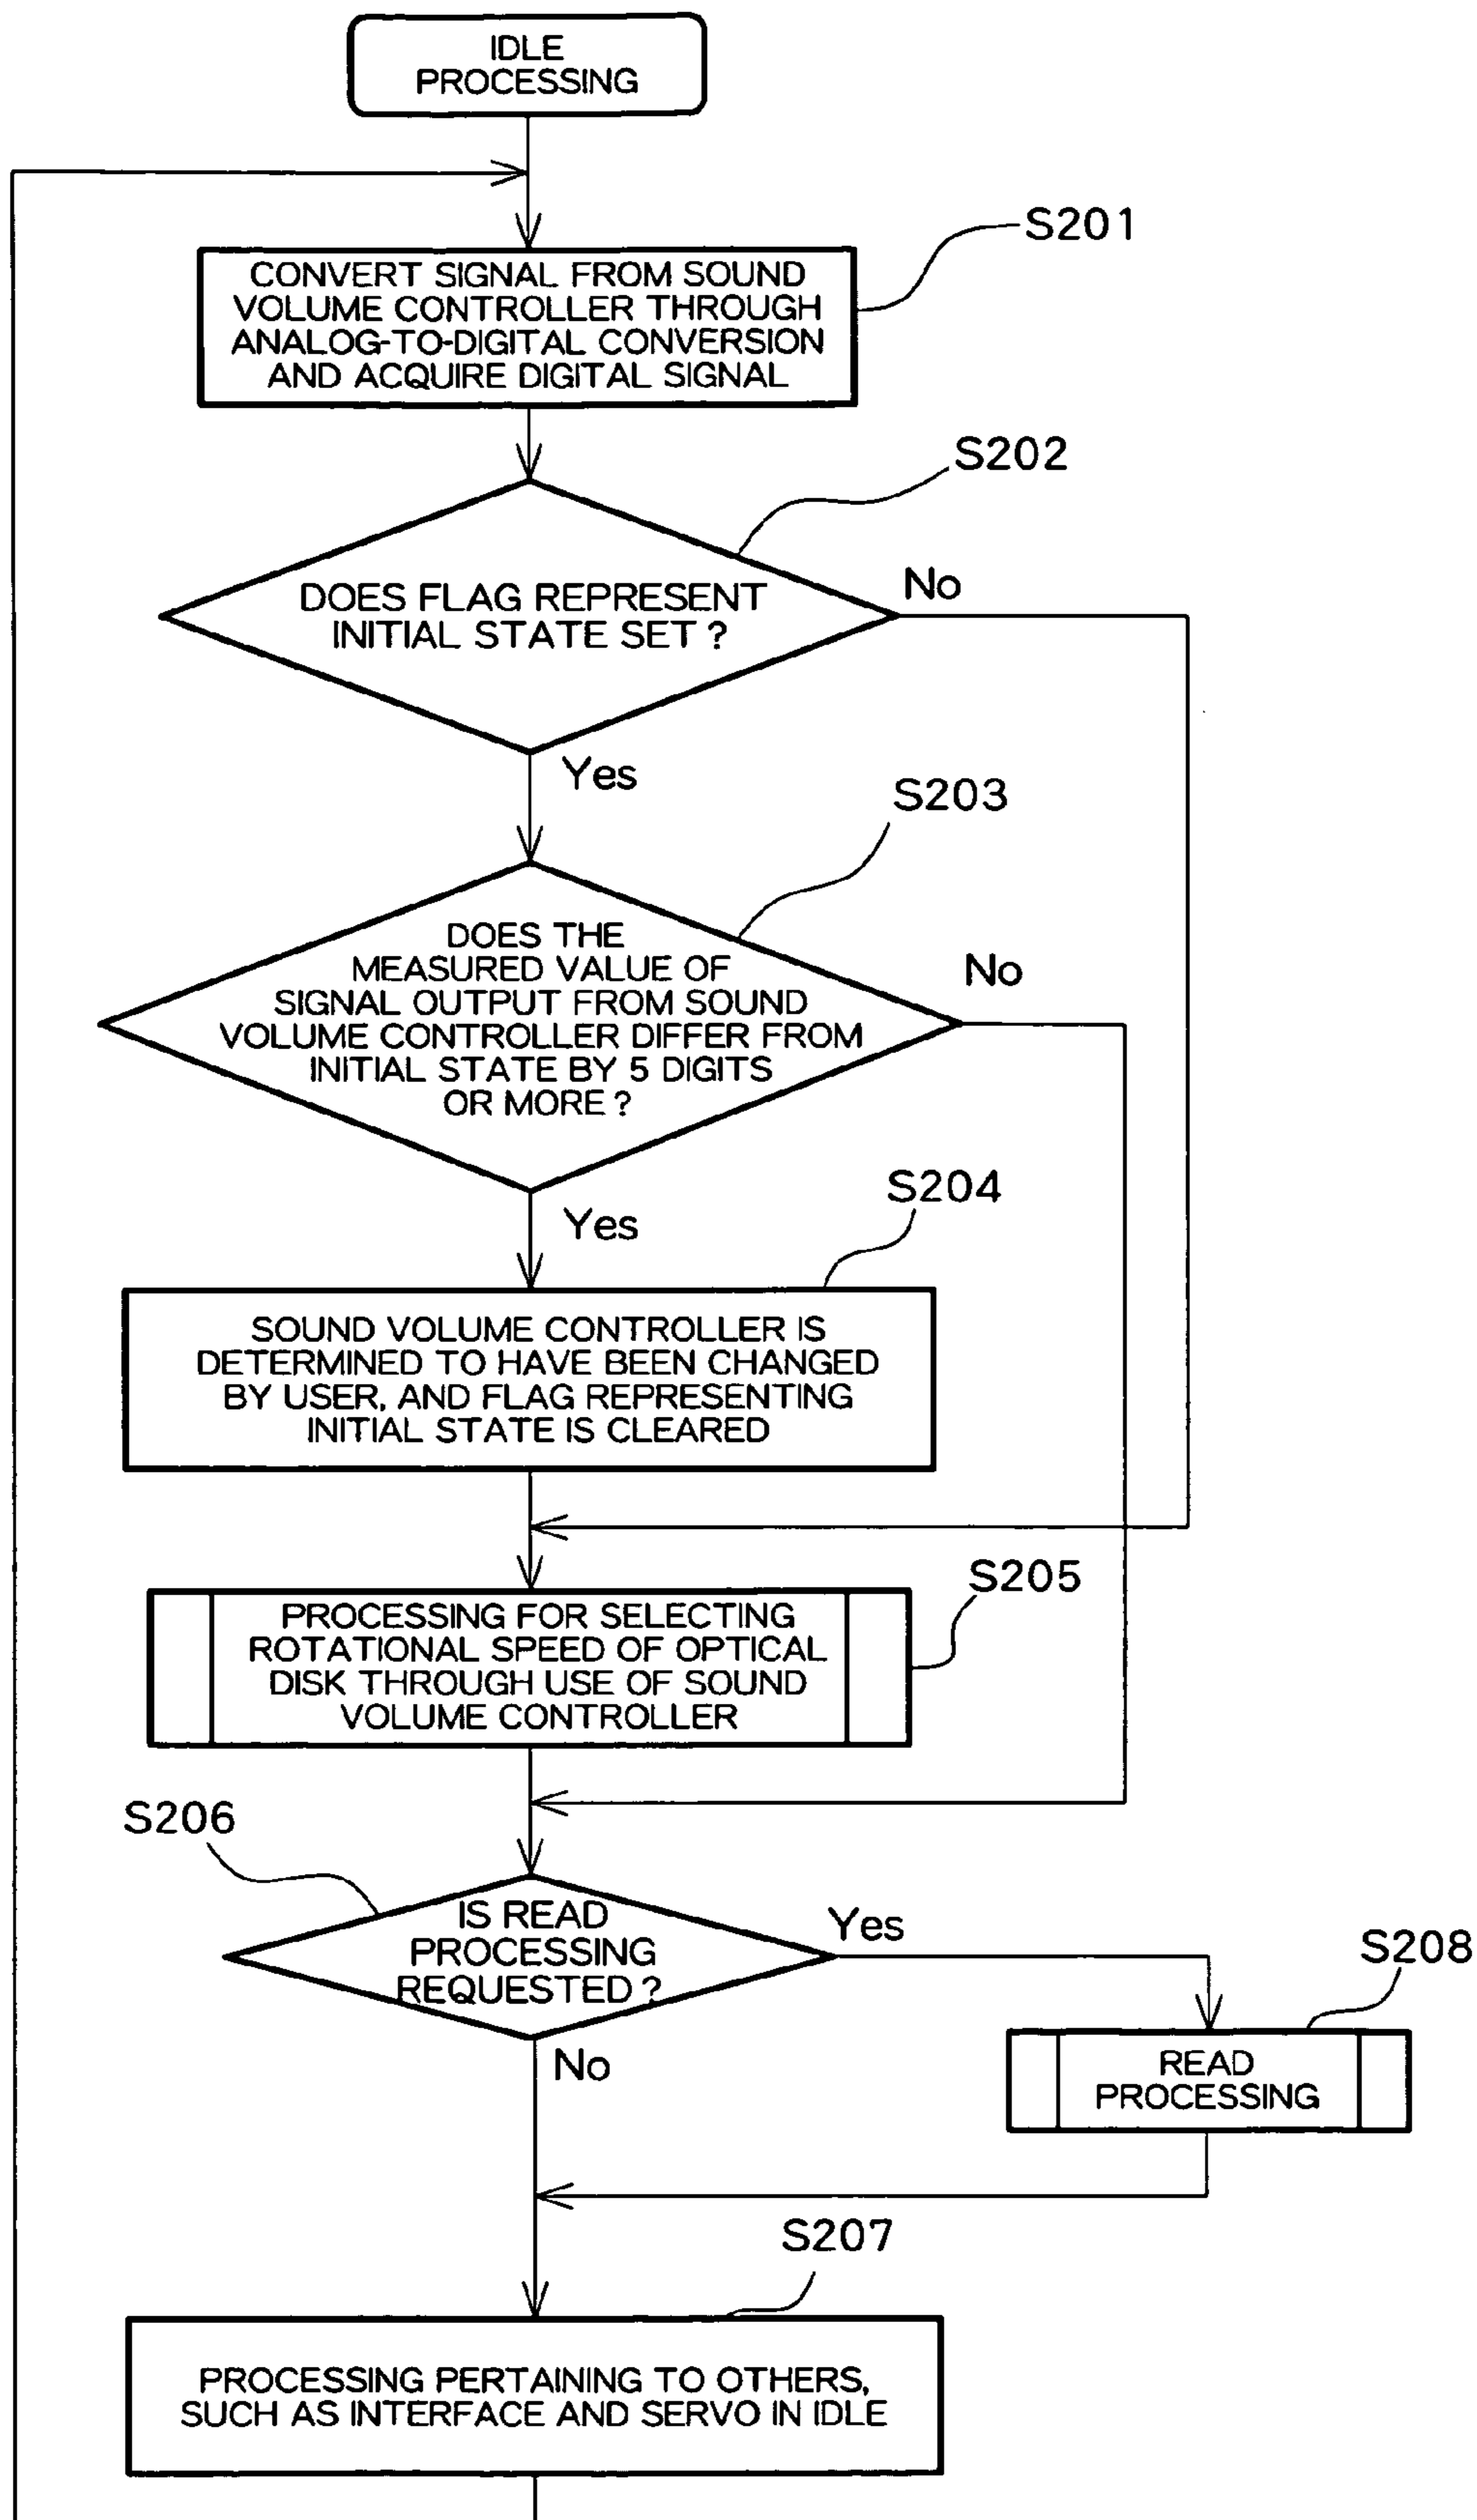 IDLE
PROCESSING
S201
CONVERT SIGNAL FROM SOUND
VOLUME CONTROLLER THROUGH
ANALOG-TO-DIGITAL CONVERSION
AND ACQUIRE DIGITAL SIGNAL
S202
DOES FLAG REPRESENT
INITIAL STATE SET ?
No
Yes
S203
DOES THE
MEASURED VALUE OF
SIGNAL OUTPUT FROM SOUND
VOLUME CONTROLLER DIFFER FROM
INITIAL STATE BY 5 DIGITS
OR MORE ?
No
Yes
S204
SOUND VOLUME CONTROLLER IS
DETERMINED TO HAVE BEEN CHANGED
BY USER, AND FLAG REPRESENTING
INITIAL STATE IS CLEARED
S205
PROCESSING FOR SELECTING
ROTATIONAL SPEED OF OPTICAL
DISK THROUGH USE OF SOUND
VOLUME CONTROLLER
S206
IS READ
PROCESSING
REQUESTED ?
Yes
No
S208
READ
PROCESSING
S207
PROCESSING PERTAINING TO OTHERS,
SUCH AS INTERFACE AND SERVO IN IDLE